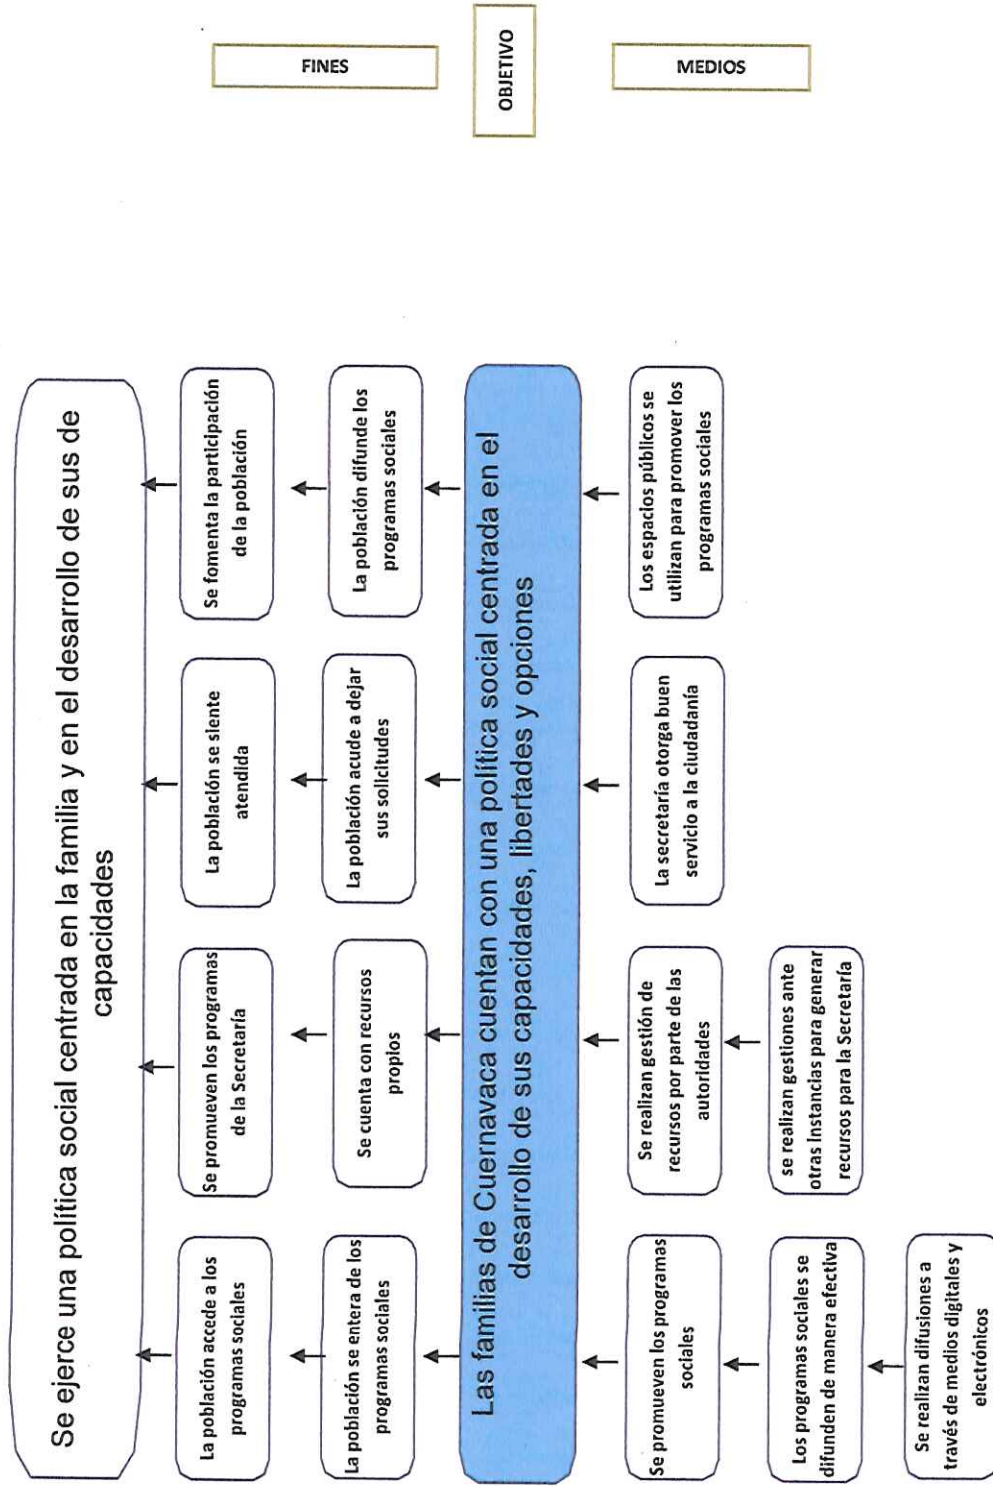 Se ejerce una política social centrada en la familia y en el desarrollo de sus de
capacidades
La población accede a los
programas sociales
Se promueven los programas
de la Secretaría
La población se siente
atendida
Se fomenta la participación
de la población
FINES
La población se entera de los
programas sociales
Se cuenta con recursos
propios
La población acude a dejar
sus solicitudes
La población difunde los
programas sociales
Las familias de Cuernavaca cuentan con una política social centrada en el
desarrollo de sus capacidades, libertades y opciones
OBJETIVO
Se promueven los programas
sociales
Se realizan gestión de
recursos por parte de las
autoridades
La secretaría otorga buen
servicio a la ciudadanía
Los espacios públicos se
utilizan para promover los
programas sociales
MEDIOS
Los programas sociales se
difunden de manera efectiva
se realizan gestiones ante
otras Instancias para generar
recursos para la Secretaría
Se realizan difusiones a
través de medios digitales y
electrónicos